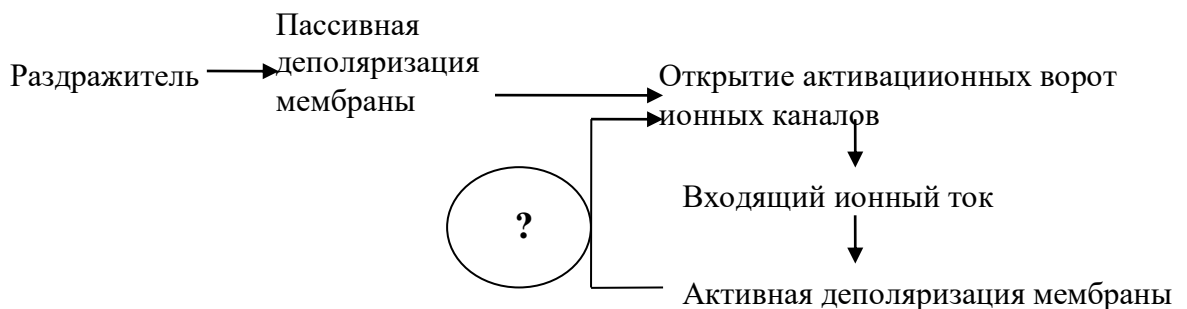 Пассивная
деполяризация
мембраны
Раздражитель
Открытие активациионных ворот
ионных каналов
Входящий ионный ток
?
Активная деполяризация мембраны